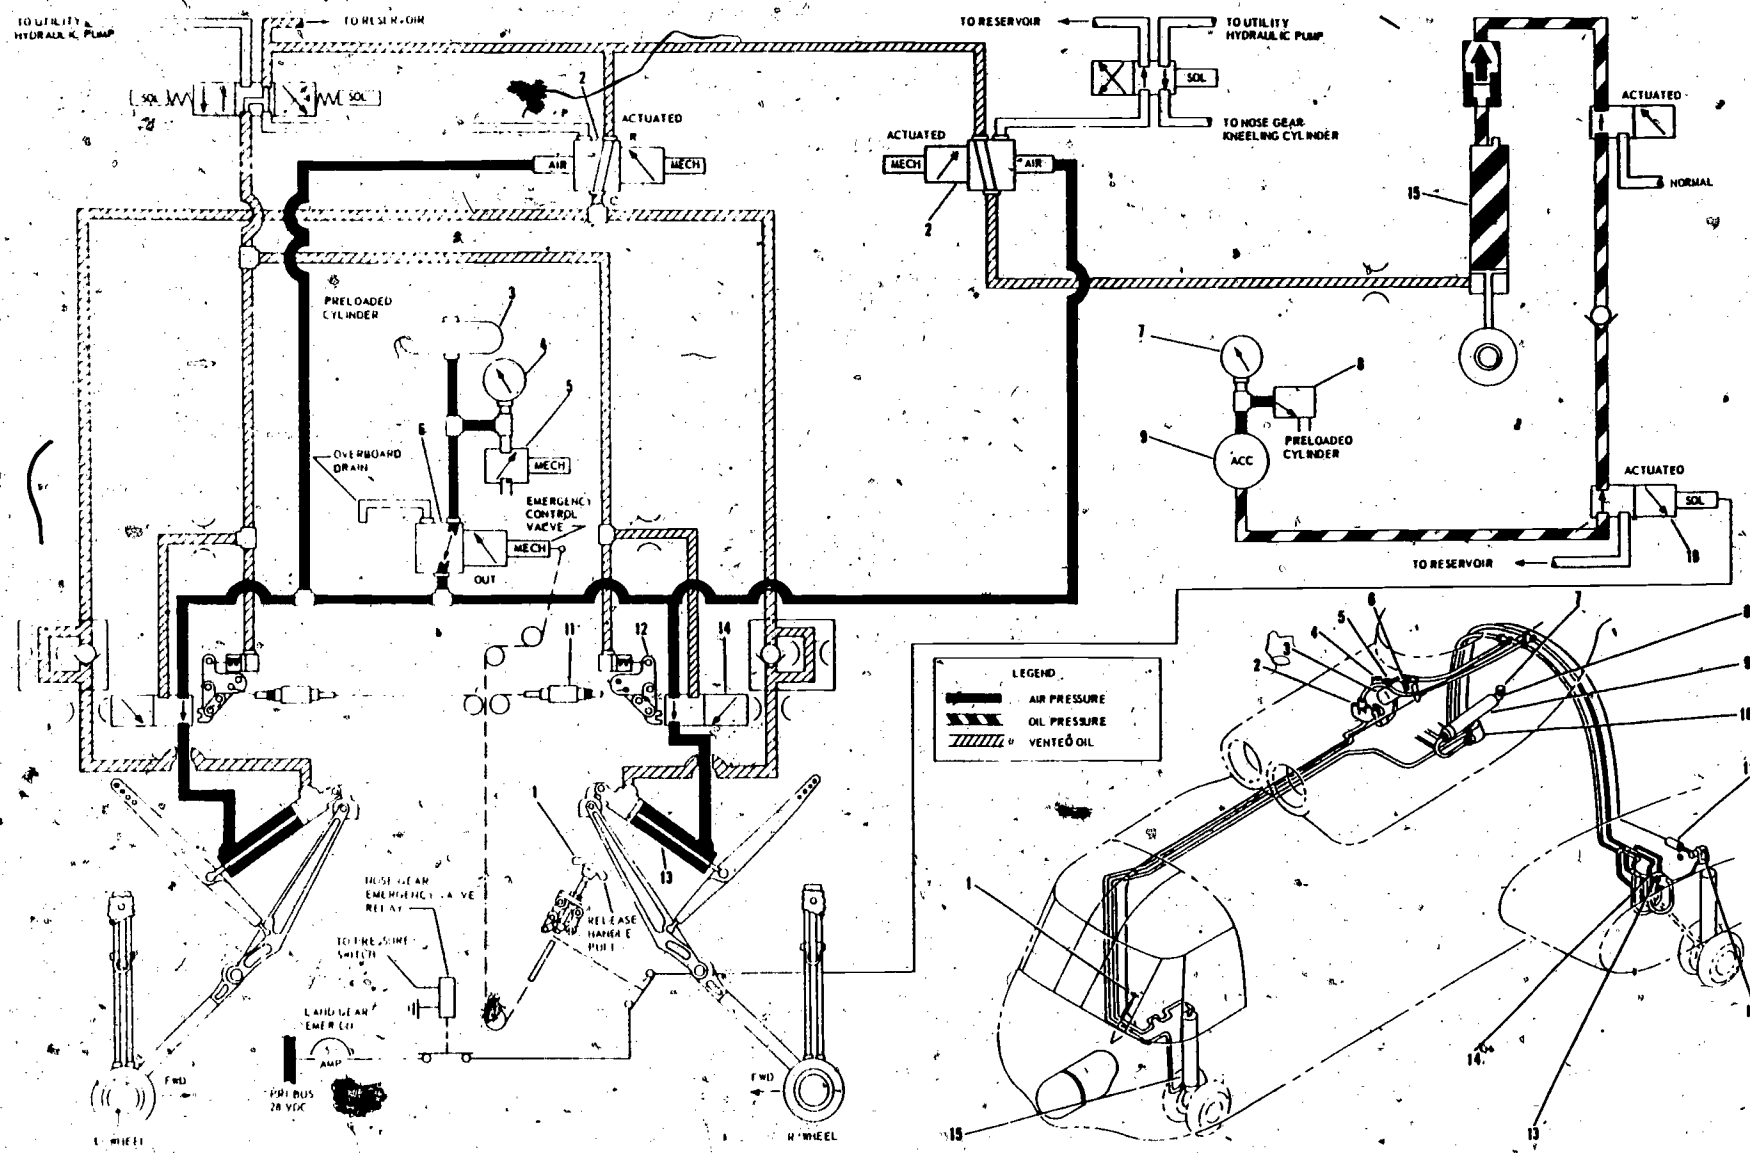 TO UTILITY
HYDRAULIC PUMP
TO RESERVOIR
TO RESERVOIR
TO UTILITY
HYDRAULIC PUMP
SOL
SOL
SOL
2
ACTUATED
R
AIR
MECH
C
ACTUATED
MECH
AIR
2
TO NOSE GEAR
KNEELING CYLINDER
ACTUATED
NORMAL
15
PRELOADED
CYLINDER
3
4
5
6
OVERBOARD
DRAIN
MECH
EMERGENCY
CONTROL
VALVE
MECH
OUT
7
8
9
ACC
PRELOADED
CYLINDER
ACTUATED
SOL
10
TO RESERVOIR
11
12
14
LEGEND
AIR PRESSURE
OIL PRESSURE
VENTED OIL
1
13
RELEASE
HANDLE
PULL
NOSE GEAR
EMERGENCY VALVE
RELAY
TO PRESSURE
SWITCH
LAND GEAR
5
AMP
PRI BUS
28 VDC
FWD
L WHEEL
FWD
R WHEEL
6
5
4
3
2
7
8
9
10
1
14
13
15